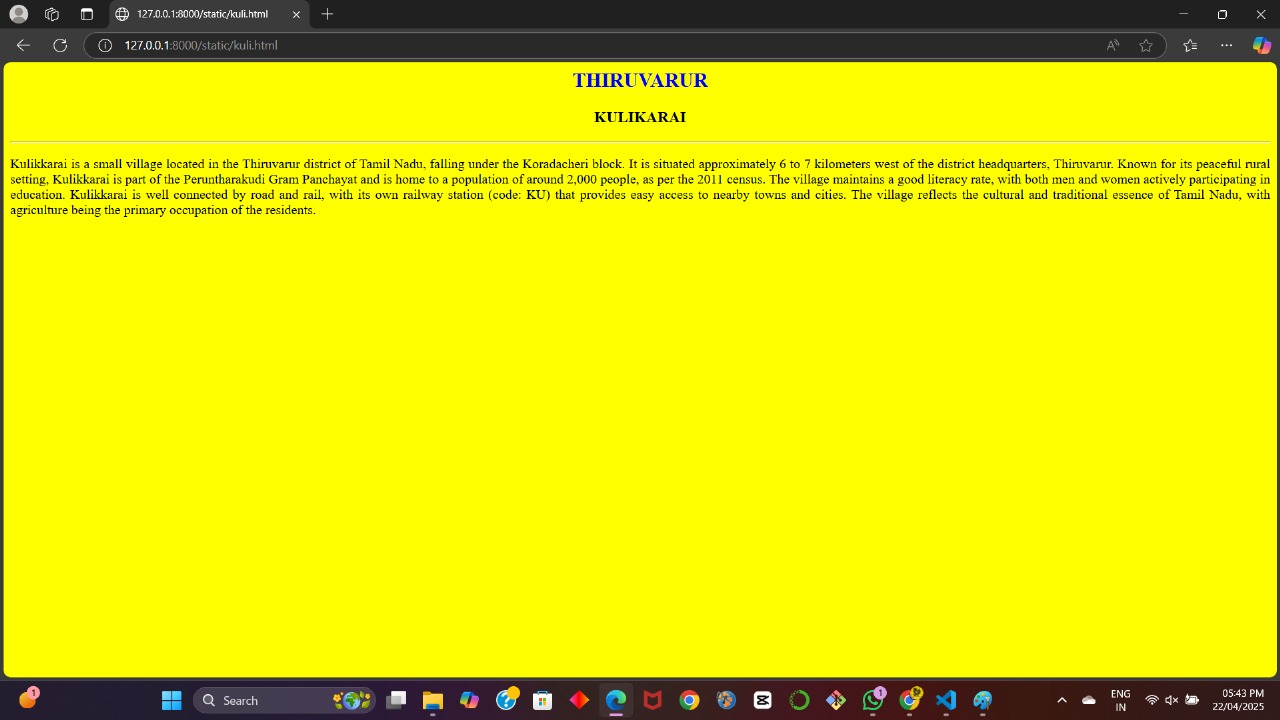 127.0.0.1:8000/static/kuli.html
127.0.0.1:8000/static/kuli.html
THIRUVARUR
KULIKARAI
Kulikkarai is a small village located in the Thiruvarur district of Tamil Nadu, falling under the Koradacheri block. It is situated approximately 6 to 7 kilometers west of the district headquarters, Thiruvarur. Known for its peaceful rural
setting, Kulikkarai is part of the Peruntharakudi Gram Panchayat and is home to a population of around 2,000 people, as per the 2011 census. The village maintains a good literacy rate, with both men and women actively participating in
education. Kulikkarai is well connected by road and rail, with its own railway station (code: KU) that provides easy access to nearby towns and cities. The village reflects the cultural and traditional essence of Tamil Nadu, with
agriculture being the primary occupation of the residents.
1
Search
1
ENG
IN
05:43 PM
22/04/2025